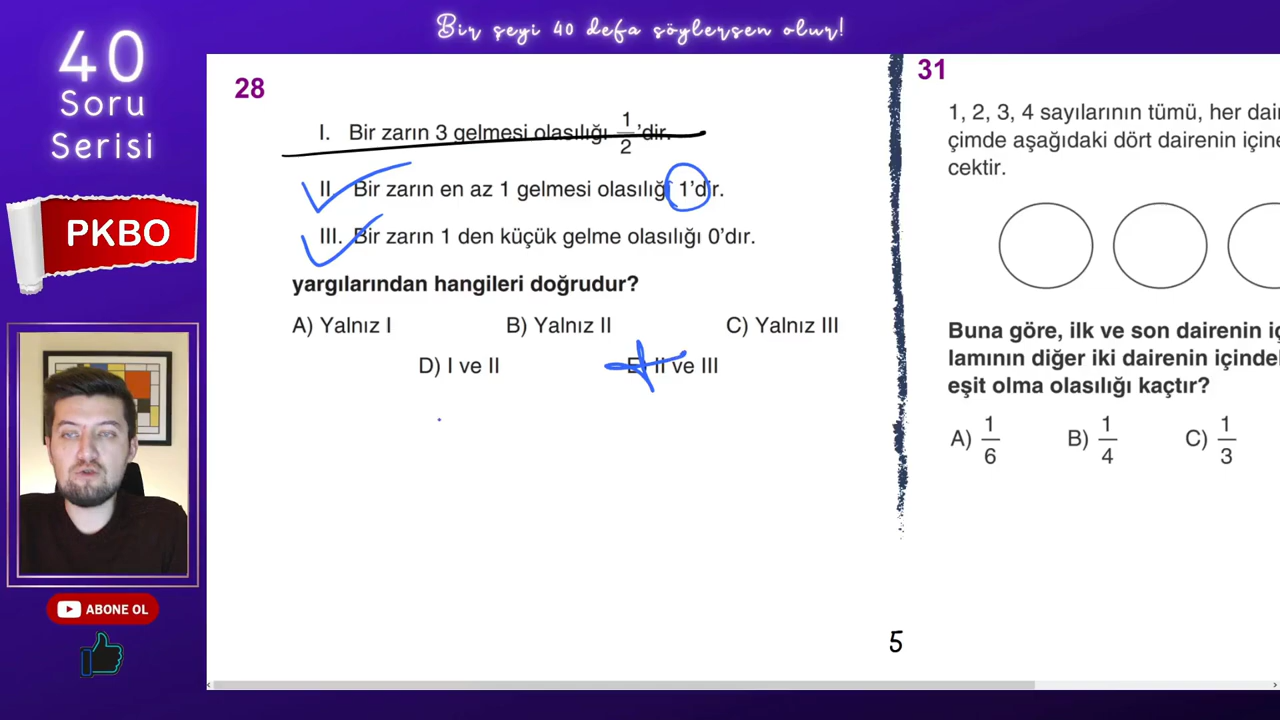 Bir şeyi 40 defa söylersen olur!
40
Soru
Serisi
PKBO
ABONE OL
28
I. Bir zarın 3 gelmesi olasılığı 1/2'dir.
II. Bir zarın en az 1 gelmesi olasılığı 1'dir.
III. Bir zarın 1 den küçük gelme olasılığı 0'dır.
yargılarından hangileri doğrudur?
A) Yalnız I B) Yalnız II C) Yalnız III
D) I ve II E) II ve III
5
31
1, 2, 3, 4 sayılarının tümü, her dai
çimde aşağıdaki dört dairenin içine
cektir.
Buna göre, ilk ve son dairenin iç
lamının diğer iki dairenin içindek
eşit olma olasılığı kaçtır?
A) 1/6 B) 1/4 C) 1/3